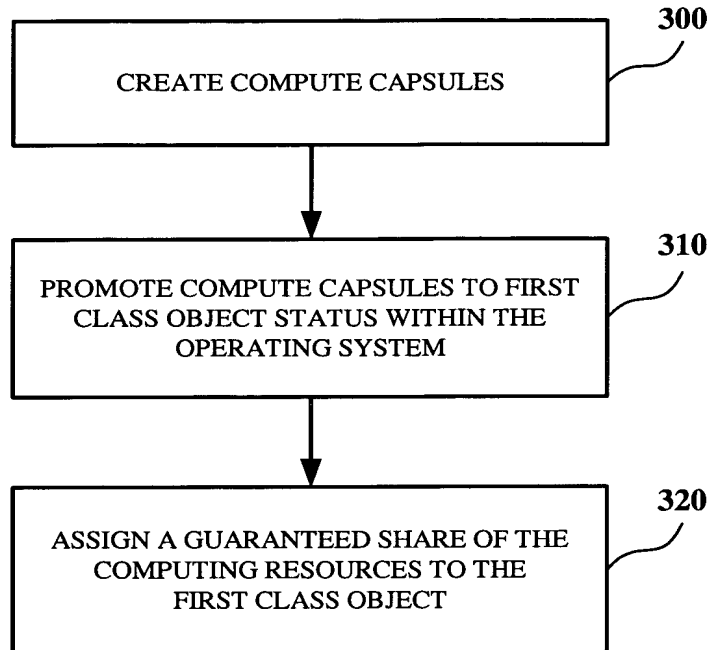 300
CREATE COMPUTE CAPSULES
310
PROMOTE COMPUTE CAPSULES TO FIRST
CLASS OBJECT STATUS WITHIN THE
OPERATING SYSTEM
320
ASSIGN A GUARANTEED SHARE OF THE
COMPUTING RESOURCES TO THE
FIRST CLASS OBJECT